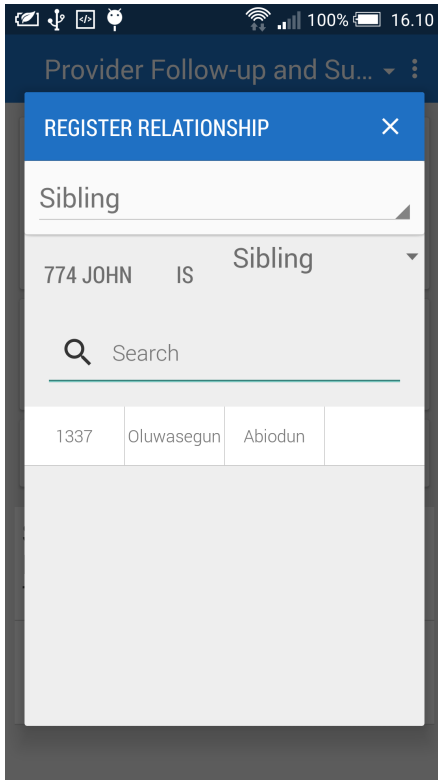 100% 16.10
Provider Follow-up and Su...
REGISTER RELATIONSHIP
Sibling
774 JOHN IS Sibling
Search
1337 Oluwasegun Abiodun